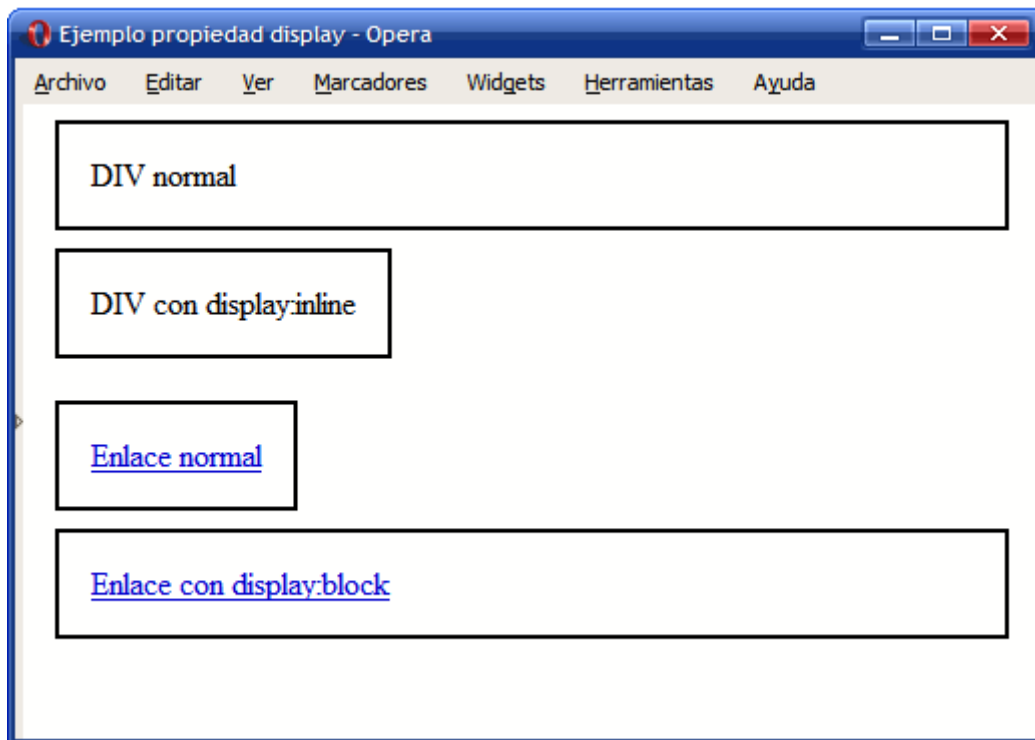 Ejemplo propiedad display - Opera
Archivo Editar Ver Marcadores Widgets Herramientas Ayuda
DIV normal
DIV con display:inline
Enlace normal
Enlace con display:block